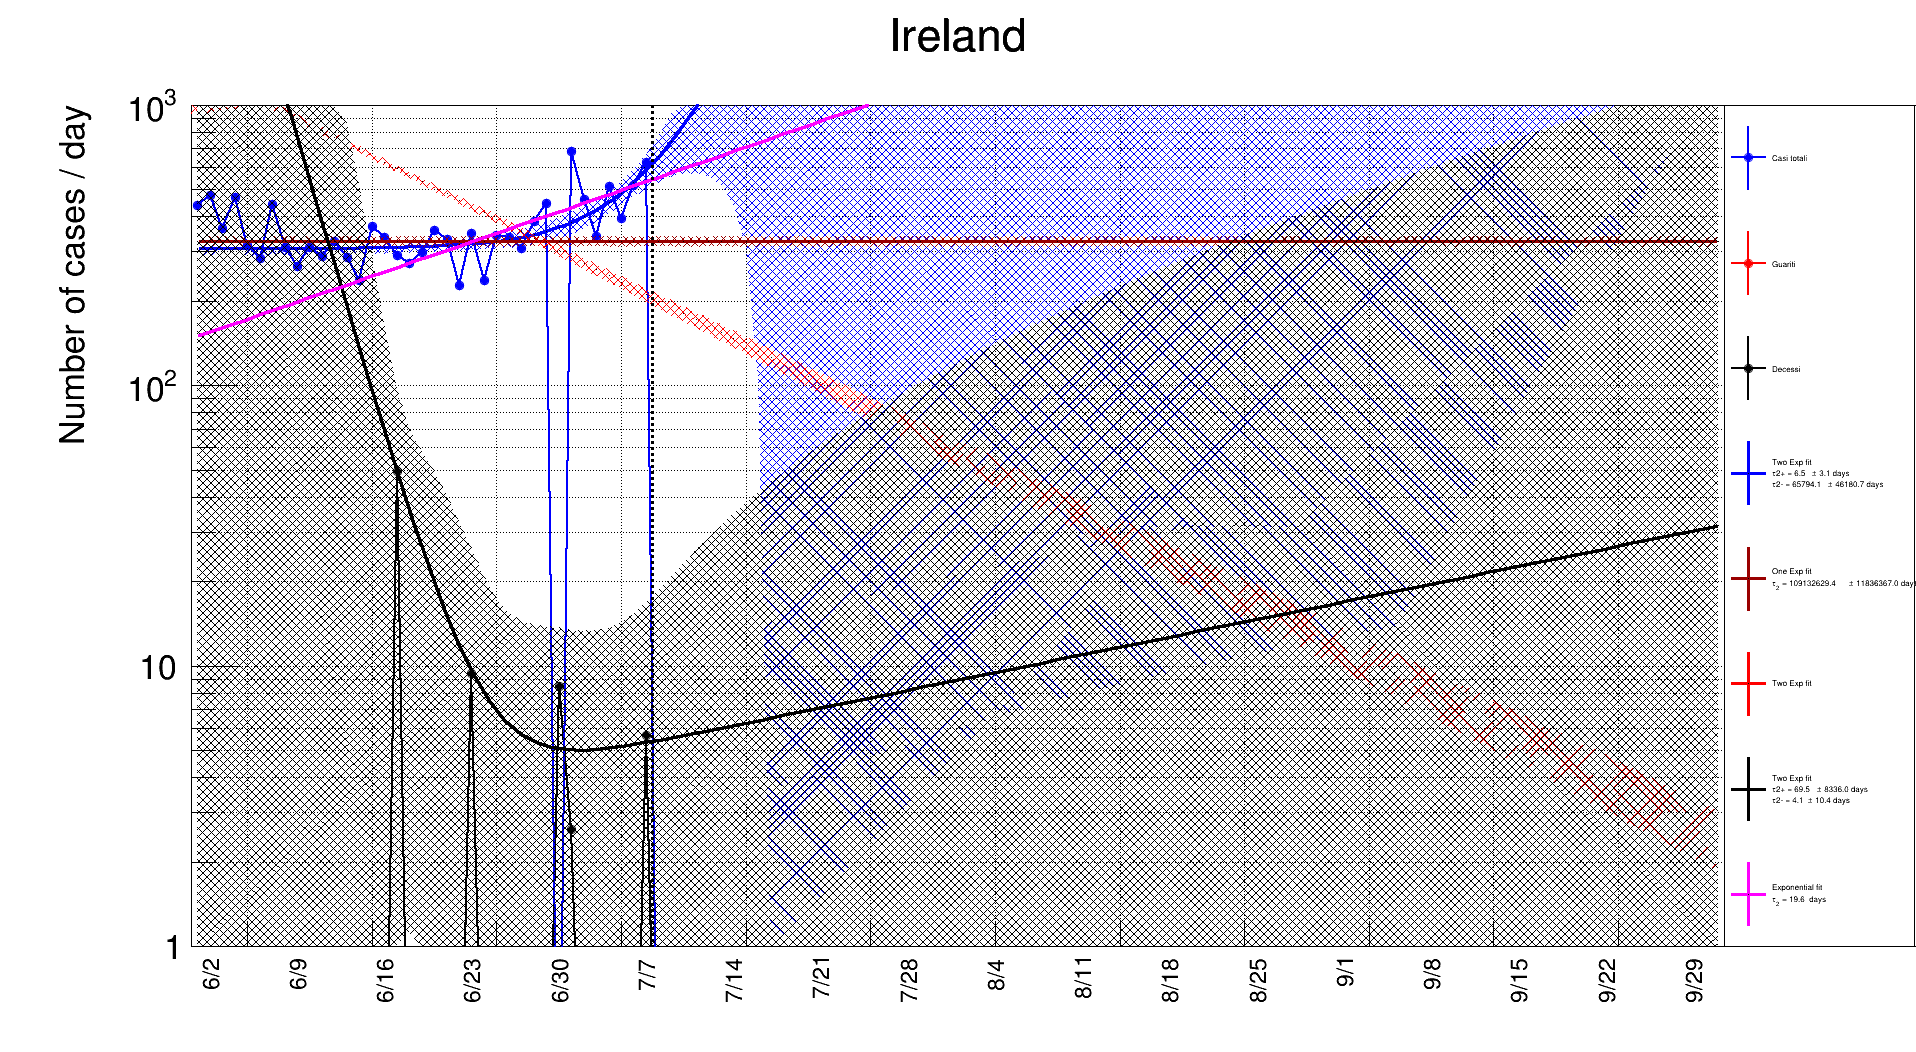 Ireland
Number of cases / day
10³
10²
10
1
6/2
6/9
6/16
6/23
6/30
7/7
7/14
7/21
7/28
8/4
8/11
8/18
8/25
9/1
9/8
9/15
9/22
9/29
Casi totali
Guariti
Decessi
Two Exp fit
τ2+ = 6.5 ± 3.1 days
τ2- = 65794.1 ± 46180.7 days
One Exp fit
τ₂ = 109132629.4 ± 11836367.0 day
Two Exp fit
Two Exp fit
τ2+ = 69.5 ± 8336.0 days
τ2- = 4.1 ± 10.4 days
Exponential fit
τ₂ = 19.6 days